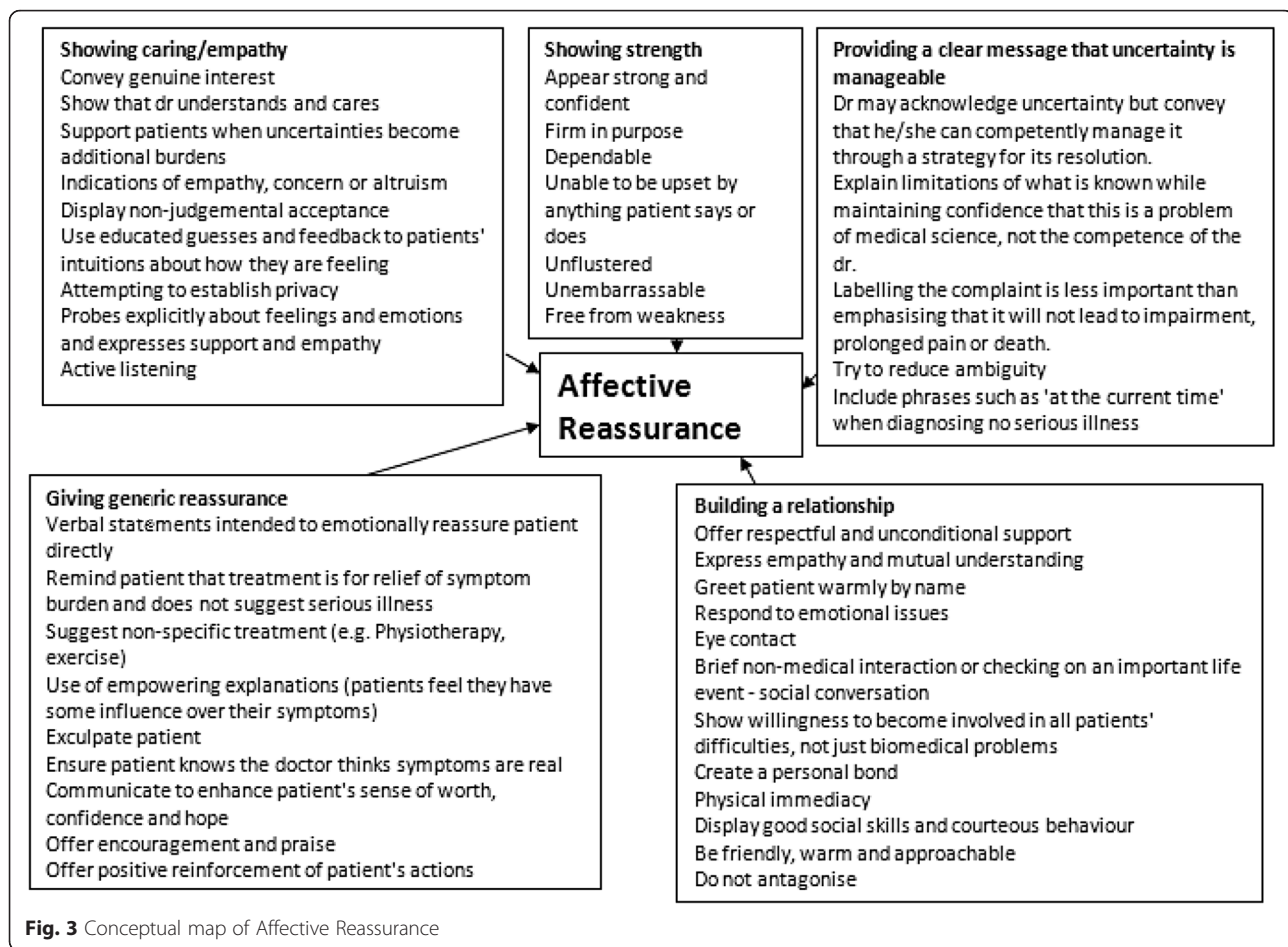 Showing caring/empathy
Convey genuine interest
Show that dr understands and cares
Support patients when uncertainties become
additional burdens
Indications of empathy, concern or altruism
Display non-judgemental acceptance
Use educated guesses and feedback to patients'
intuitions about how they are feeling
Attempting to establish privacy
Probes explicitly about feelings and emotions
and expresses support and empathy
Active listening
Showing strength
Appear strong and
confident
Firm in purpose
Dependable
Unable to be upset by
anything patient says or
does
Unflustered
Unembarrassable
Free from weakness
Providing a clear message that uncertainty is
manageable
Dr may acknowledge uncertainty but convey
that he/she can competently manage it
through a strategy for its resolution.
Explain limitations of what is known while
maintaining confidence that this is a problem
of medical science, not the competence of the
dr.
Labelling the complaint is less important than
emphasising that it will not lead to impairment,
prolonged pain or death.
Try to reduce ambiguity
Include phrases such as 'at the current time'
when diagnosing no serious illness
Affective
Reassurance
Giving generic reassurance
Verbal statements intended to emotionally reassure patient
directly
Remind patient that treatment is for relief of symptom
burden and does not suggest serious illness
Suggest non-specific treatment (e.g. Physiotherapy,
exercise)
Use of empowering explanations (patients feel they have
some influence over their symptoms)
Exculpate patient
Ensure patient knows the doctor thinks symptoms are real
Communicate to enhance patient's sense of worth,
confidence and hope
Offer encouragement and praise
Offer positive reinforcement of patient's actions
Building a relationship
Offer respectful and unconditional support
Express empathy and mutual understanding
Greet patient warmly by name
Respond to emotional issues
Eye contact
Brief non-medical interaction or checking on an important life
event - social conversation
Show willingness to become involved in all patients'
difficulties, not just biomedical problems
Create a personal bond
Physical immediacy
Display good social skills and courteous behaviour
Be friendly, warm and approachable
Do not antagonise
Fig. 3 Conceptual map of Affective Reassurance